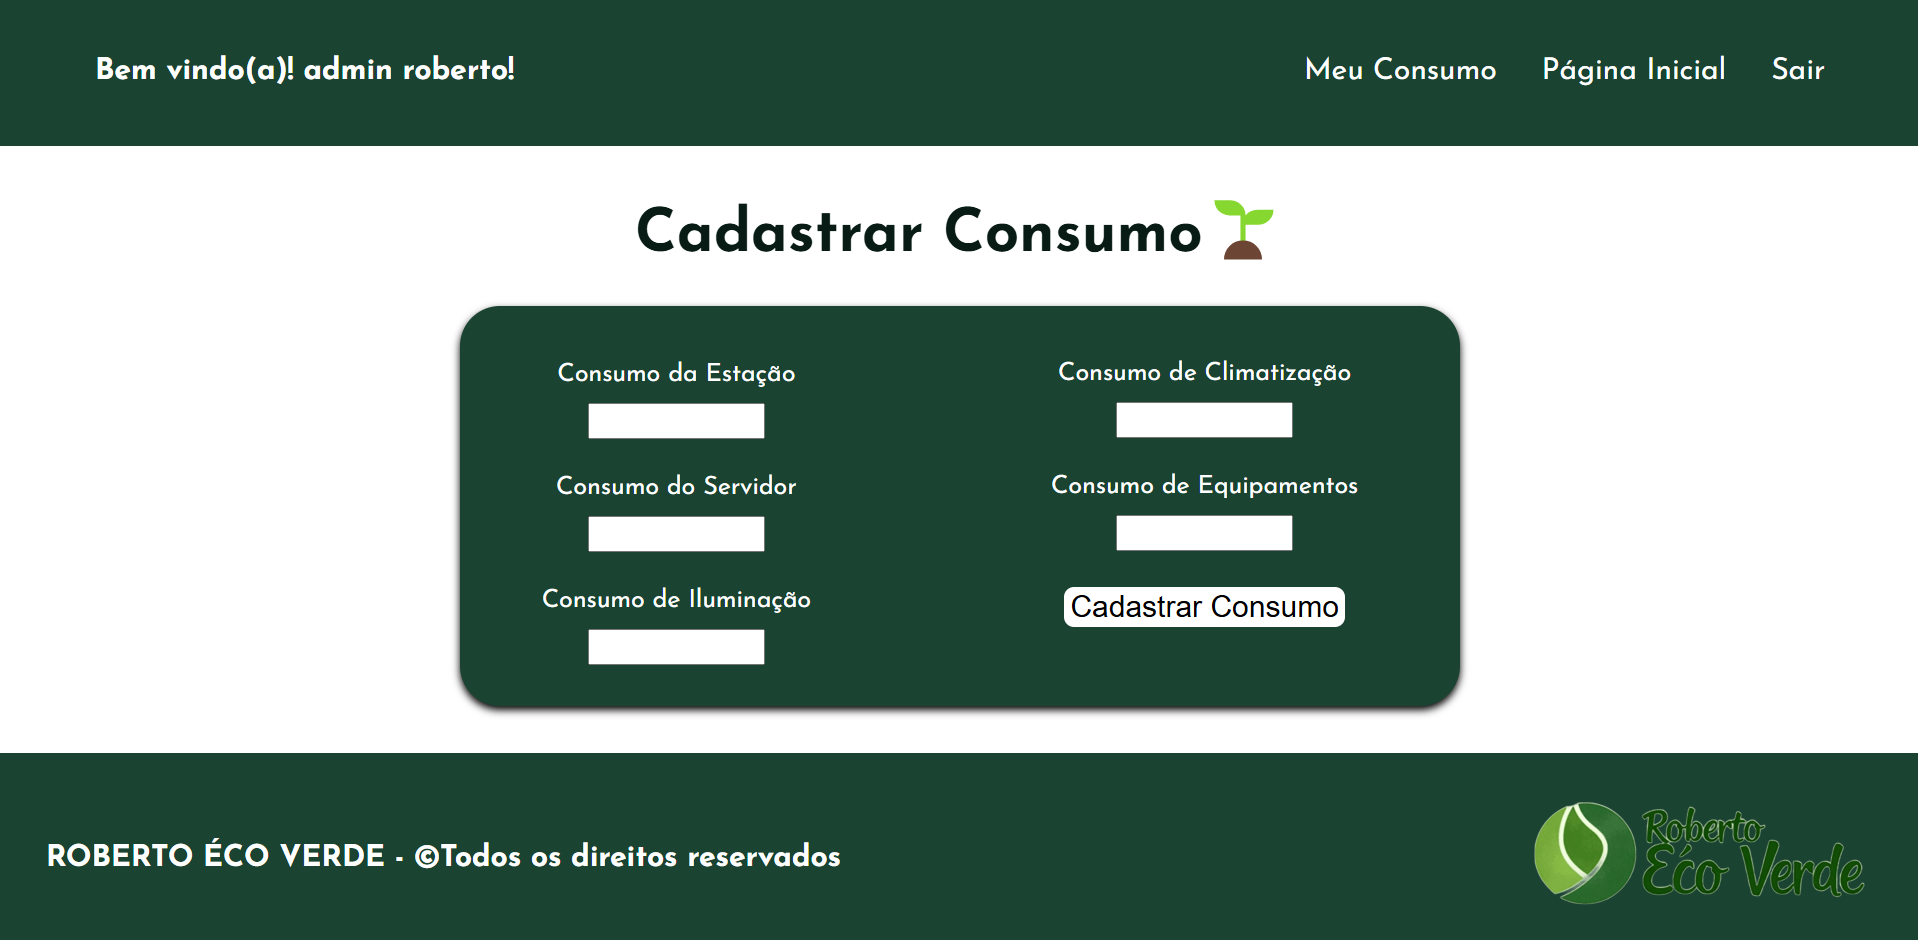 Bem vindo(a)! admin roberto!
Meu Consumo
Página Inicial
Sair
Cadastrar Consumo
Consumo da Estação
Consumo do Servidor
Consumo de Iluminação
Consumo de Climatização
Consumo de Equipamentos
Cadastrar Consumo
ROBERTO ÉCO VERDE - ©Todos os direitos reservados
Roberto
Éco Verde